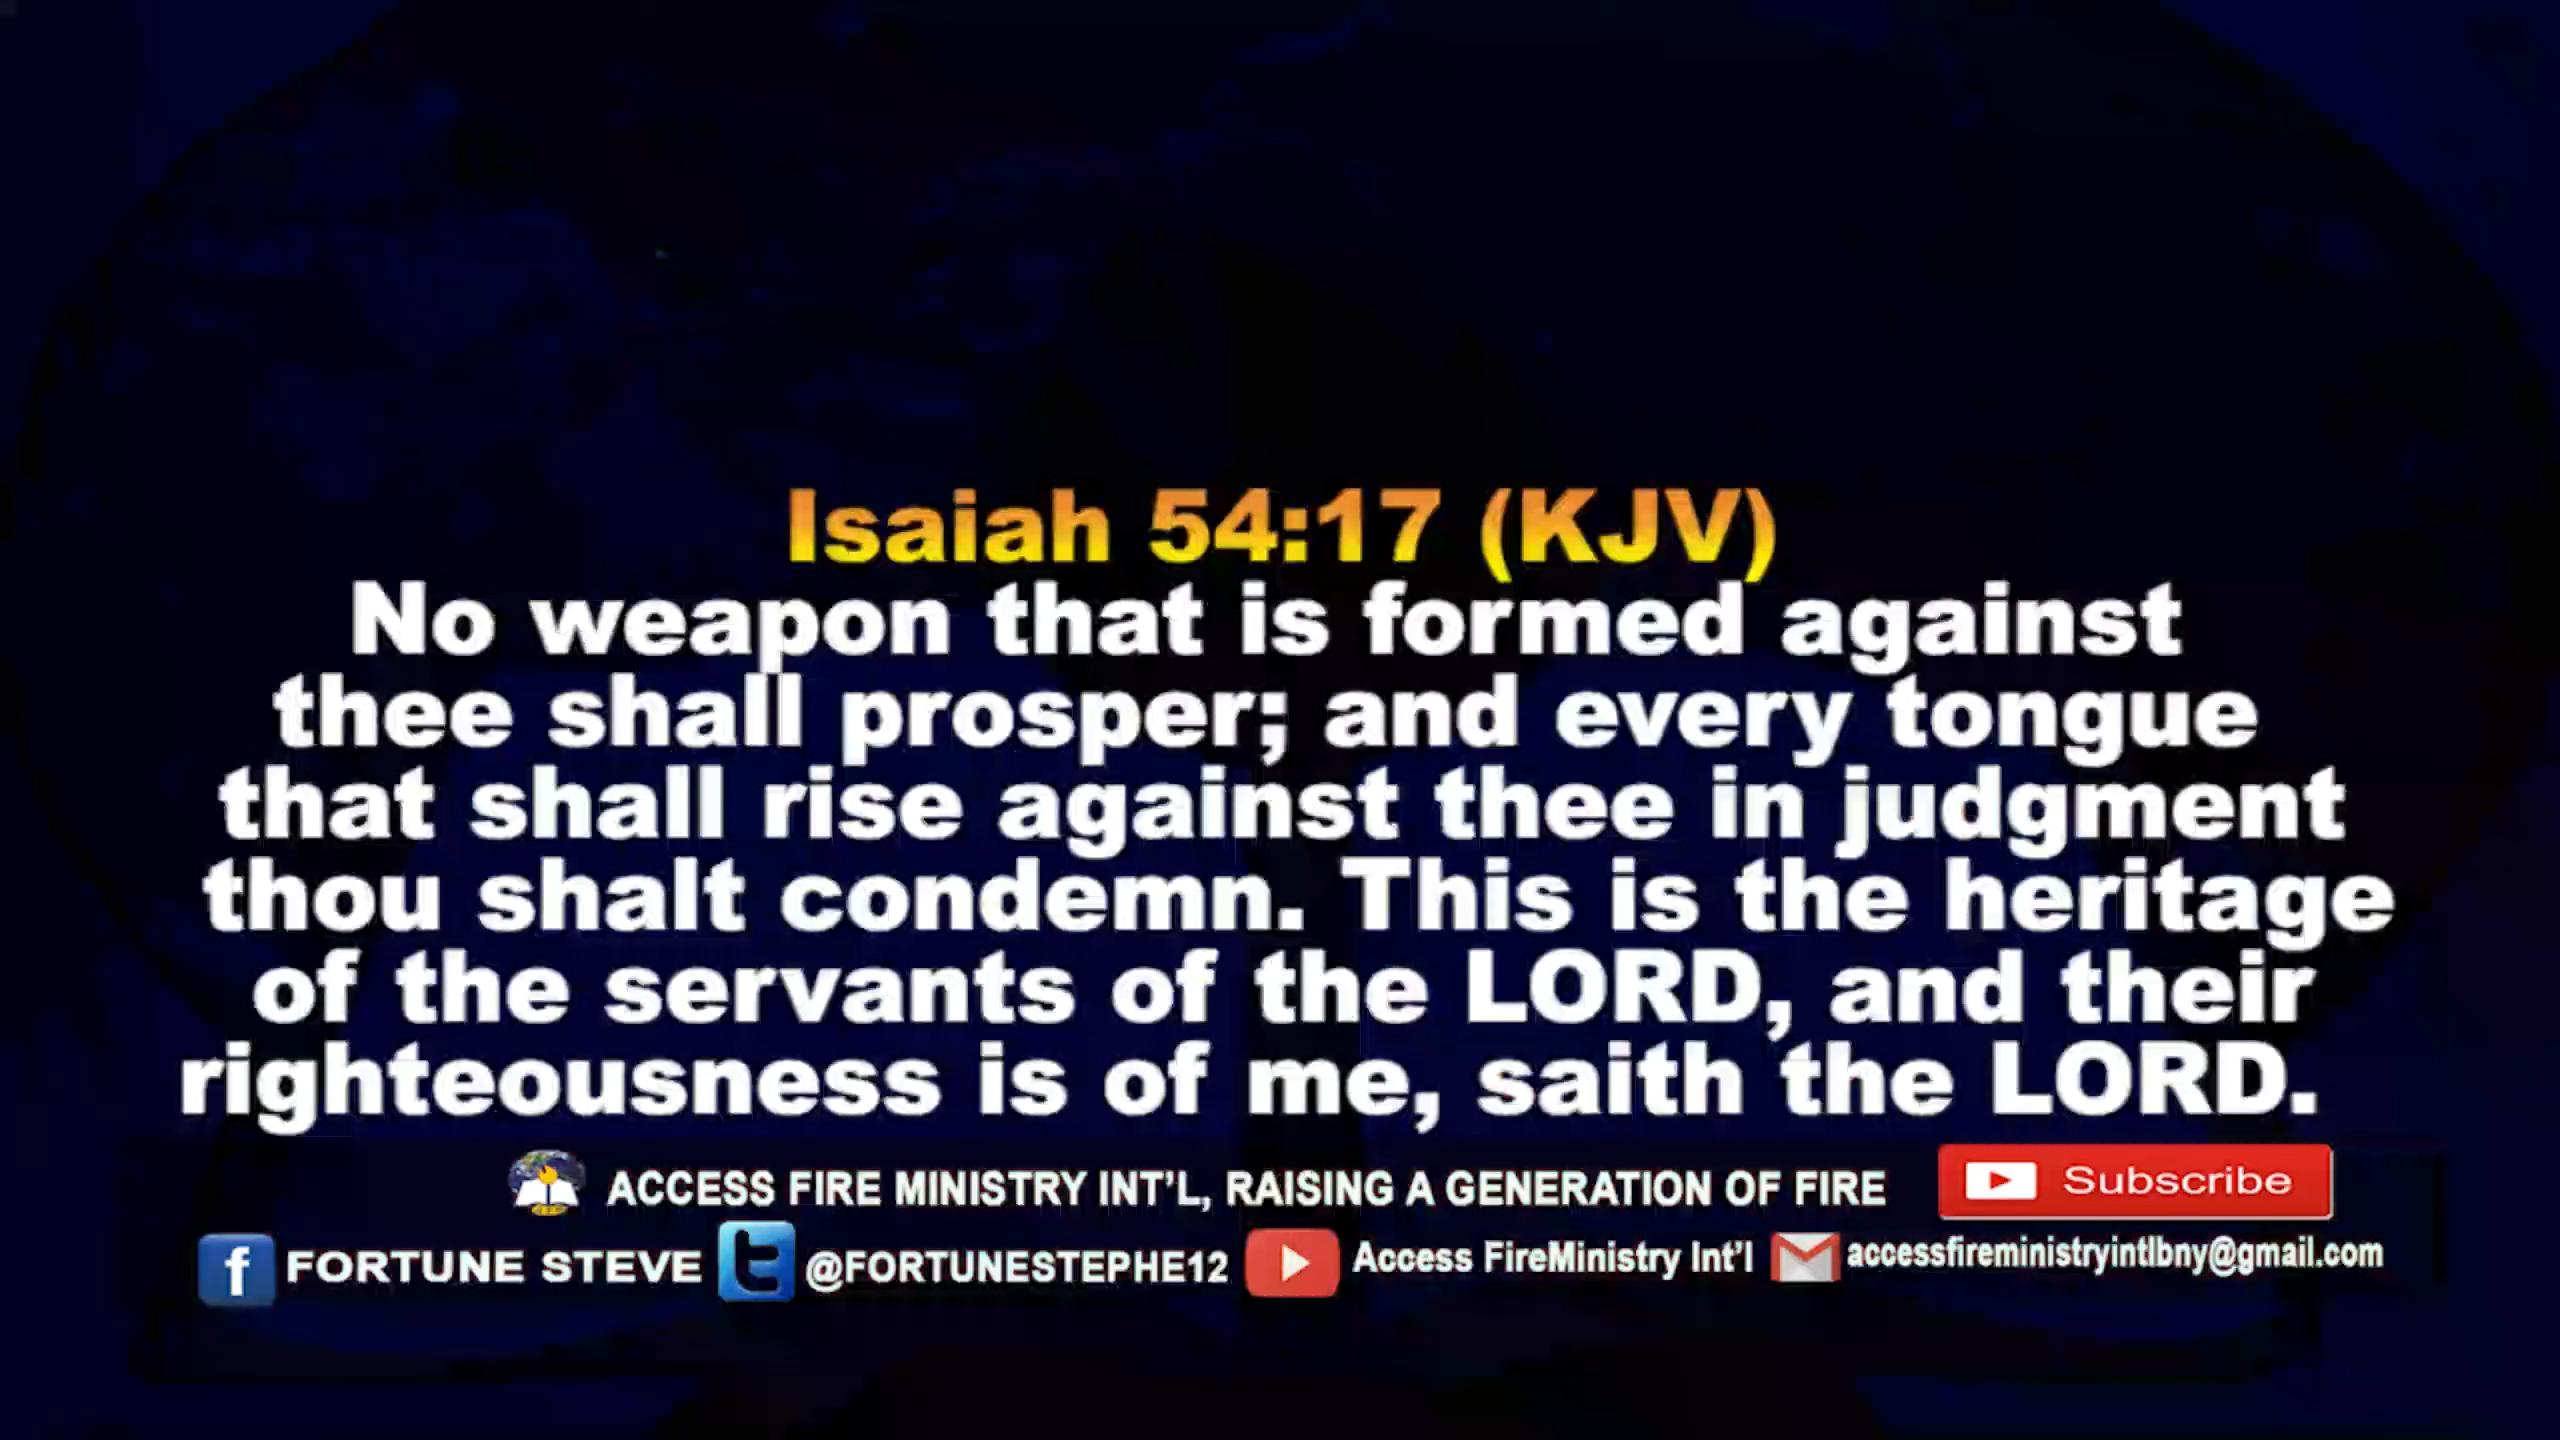 Isaiah 54:17 (KJV)
No weapon that is formed against
thee shall prosper; and every tongue
that shall rise against thee in judgment
thou shalt condemn. This is the heritage
of the servants of the LORD, and their
righteousness is of me, saith the LORD.
ACCESS FIRE MINISTRY INT'L, RAISING A GENERATION OF FIRE Subscribe
f FORTUNE STEVE @FORTUNESTEPHE12 Access FireMinistry Int'l accessfireministryintlbny@gmail.com